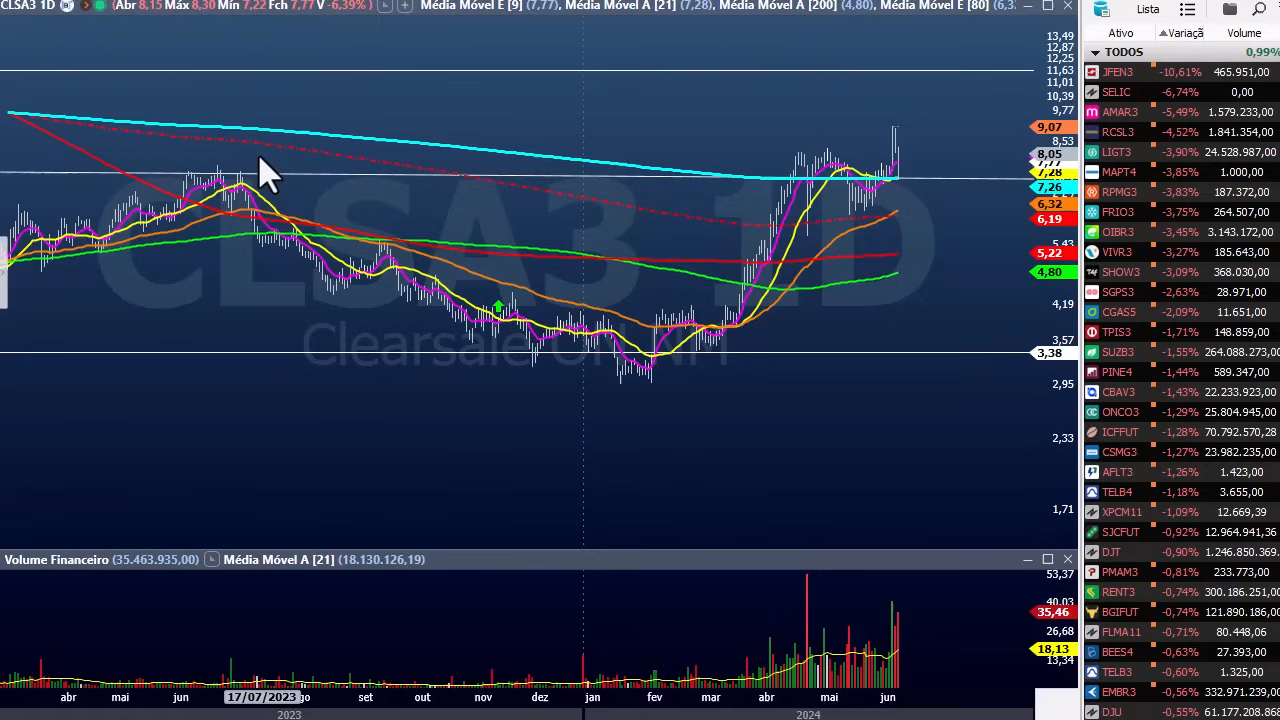 CLSA3 1D (Abr 8,15 Máx 8,30 Mín 7,22 Fch 7,77 V -6,39%) Média Móvel E [9] (7,77), Média Móvel A [21] (7,28), Média Móvel A [200] (4,80), Média Móvel E [80] (6,32
13,49
12,87
12,25
11,63
11,01
10,39
9,77
9,07
8,53
8,05
7,77
7,28
7,26
6,32
6,19
5,43
5,22
4,80
4,19
3,57
3,38
2,95
2,33
1,71
CLSA3 1D
Clearsale ON NM
Volume Financeiro (35.463.935,00) Média Móvel A [21] (18.130.126,19)
53,37
40,03
35,46
26,68
18,13
13,34
abr mai jun 17/07/2023 go set out nov dez jan fev mar abr mai jun
2023 2024
Lista
Ativo Variaçã Volume
TODOS 0,99%
JFEN3 -10,61% 465.951,00
SELIC -6,74% 0,00
AMAR3 -5,49% 1.579.233,00
RCSL3 -4,52% 1.841.354,00
LIGT3 -3,90% 24.528.987,00
MAPT4 -3,85% 1.000,00
RPMG3 -3,83% 187.372,00
FRIO3 -3,75% 264.507,00
OIBR3 -3,45% 3.143.172,00
VIVR3 -3,27% 185.643,00
SHOW3 -3,09% 368.030,00
SGPS3 -2,63% 28.971,00
CGAS5 -2,09% 11.651,00
TPIS3 -1,71% 148.859,00
SUZB3 -1,55% 264.088.273,00
PINE4 -1,44% 589.347,00
CBAV3 -1,43% 22.233.923,00
ONCO3 -1,29% 25.804.945,00
ICFFUT -1,28% 70.792.570,28
CSMG3 -1,27% 23.982.235,00
AFLT3 -1,26% 1.423,00
TELB4 -1,18% 3.655,00
XPCM11 -1,09% 12.669,39
SJCFUT -0,92% 12.964.941,36
DJT -0,90% 1.246.850.369,
PMAM3 -0,81% 233.773,00
RENT3 -0,74% 300.186.251,00
BGIFUT -0,74% 121.890.186,00
FLMA11 -0,71% 80.448,06
BEES4 -0,63% 27.393,00
TELB3 -0,60% 1.325,00
EMBR3 -0,56% 332.971.239,00
DJU -0,55% 61.177.208.868